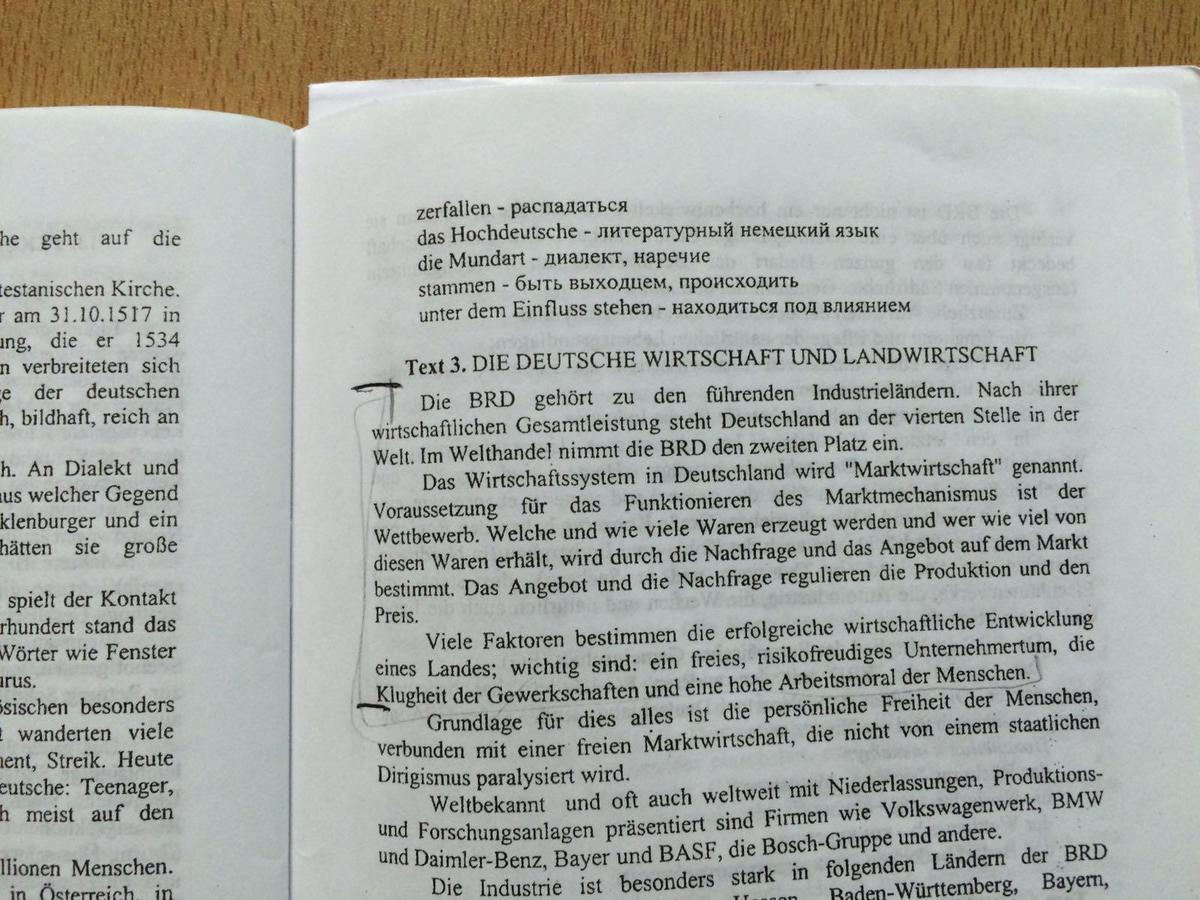 he geht auf die
testanischen Kirche.
r am 31.10.1517 in
ung, die er 1534
n verbreiteten sich
ge der deutschen
h, bildhaft, reich an
h. An Dialekt und
aus welcher Gegend
klenburger und ein
hätten sie große
spielt der Kontakt
rhundert stand das
Wörter wie Fenster
urus.
ösischen besonders
wanderten viele
ment, Streik. Heute
eutsche: Teenager,
h meist auf den
llionen Menschen.
in Österreich, in
zerfallen - распадаться
das Hochdeutsche - литературный немецкий язык
die Mundart - диалект, наречие
stammen - быть выходцем, происходить
unter dem Einfluss stehen - находиться под влиянием
Text 3. DIE DEUTSCHE WIRTSCHAFT UND LANDWIRTSCHAFT
Die BRD gehört zu den führenden Industrieländern. Nach ihrer
wirtschaftlichen Gesamtleistung steht Deutschland an der vierten Stelle in der
Welt. Im Welthandel nimmt die BRD den zweiten Platz ein.
Das Wirtschaftssystem in Deutschland wird "Marktwirtschaft" genannt.
Voraussetzung für das Funktionieren des Marktmechanismus ist der
Wettbewerb. Welche und wie viele Waren erzeugt werden und wer wie viel von
diesen Waren erhält, wird durch die Nachfrage und das Angebot auf dem Markt
bestimmt. Das Angebot und die Nachfrage regulieren die Produktion und den
Preis.
Viele Faktoren bestimmen die erfolgreiche wirtschaftliche Entwicklung
eines Landes; wichtig sind: ein freies, risikofreudiges Unternehmertum, die
Klugheit der Gewerkschaften und eine hohe Arbeitsmoral der Menschen.
Grundlage für dies alles ist die persönliche Freiheit der Menschen,
verbunden mit einer freien Marktwirtschaft, die nicht von einem staatlichen
Dirigismus paralysiert wird.
Weltbekannt und oft auch weltweit mit Niederlassungen, Produktions-
und Forschungsanlagen präsentiert sind Firmen wie Volkswagenwerk, BMW
und Daimler-Benz, Bayer und BASF, die Bosch-Gruppe und andere.
Die Industrie ist besonders stark in folgenden Ländern der BRD
Baden-Württemberg, Bayern,